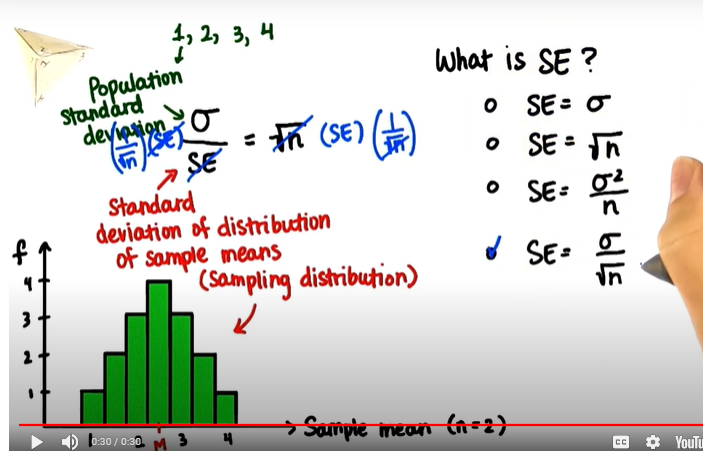 1, 2, 3, 4
Population
standard
deviation
(1/√n)(SE) σ/SE = √n (SE)(1/√n)
Standard
deviation of distribution
of sample means
(Sampling distribution)
What is SE?
SE = σ
SE = √n
SE = σ²/n
SE = σ/√n
f
4
3
2
1
1 2 M 3 4
Sample mean (n=2)
0:30 / 0:30
CC
YouTu